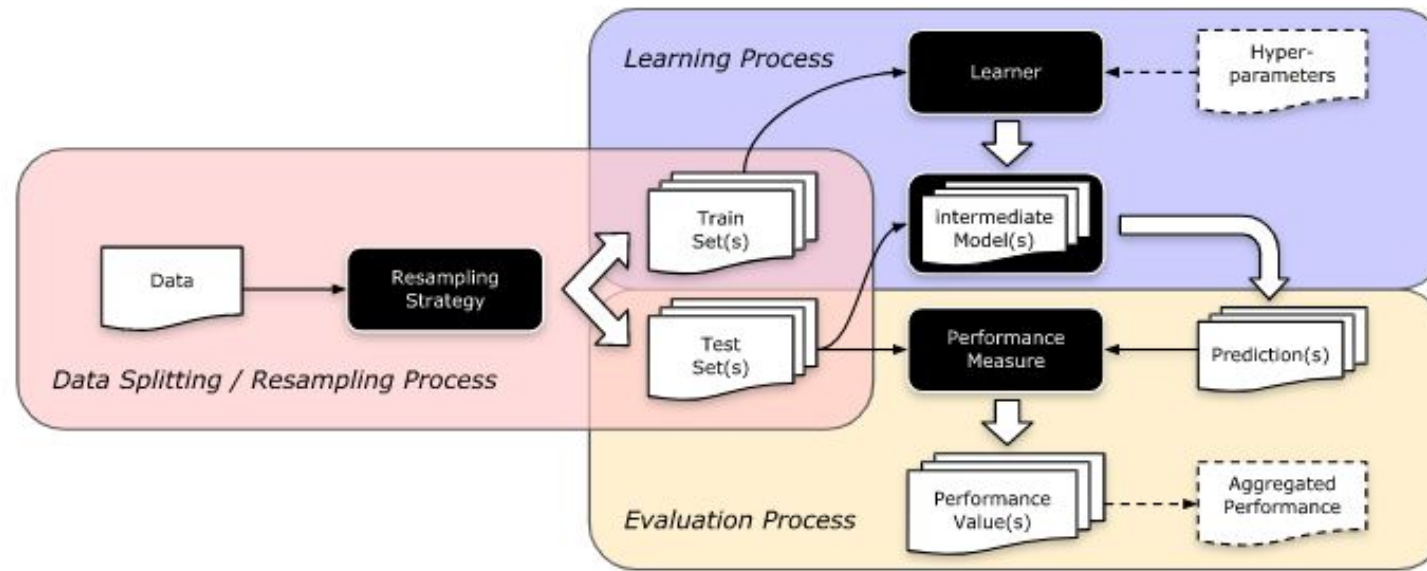 Learning Process
Learner
Hyper-
parameters
Train
Set(s)
intermediate
Model(s)
Data
Resampling
Strategy
Test
Set(s)
Performance
Measure
Prediction(s)
Data Splitting / Resampling Process
Performance
Value(s)
Aggregated
Performance
Evaluation Process